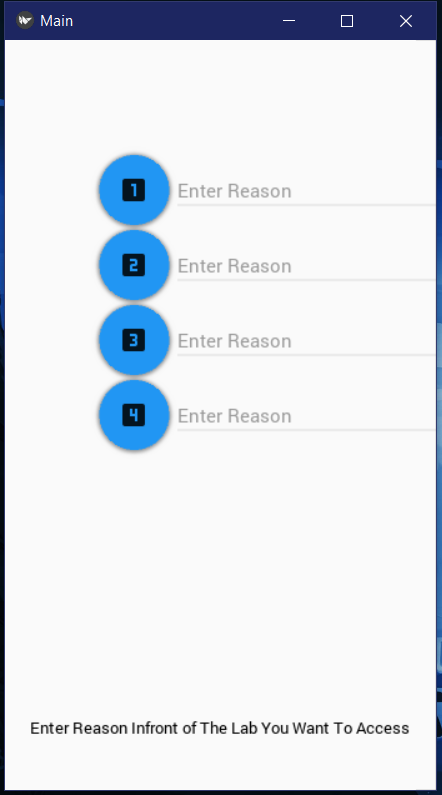 Main
1 Enter Reason
2 Enter Reason
3 Enter Reason
4 Enter Reason
Enter Reason Infront of The Lab You Want To Access